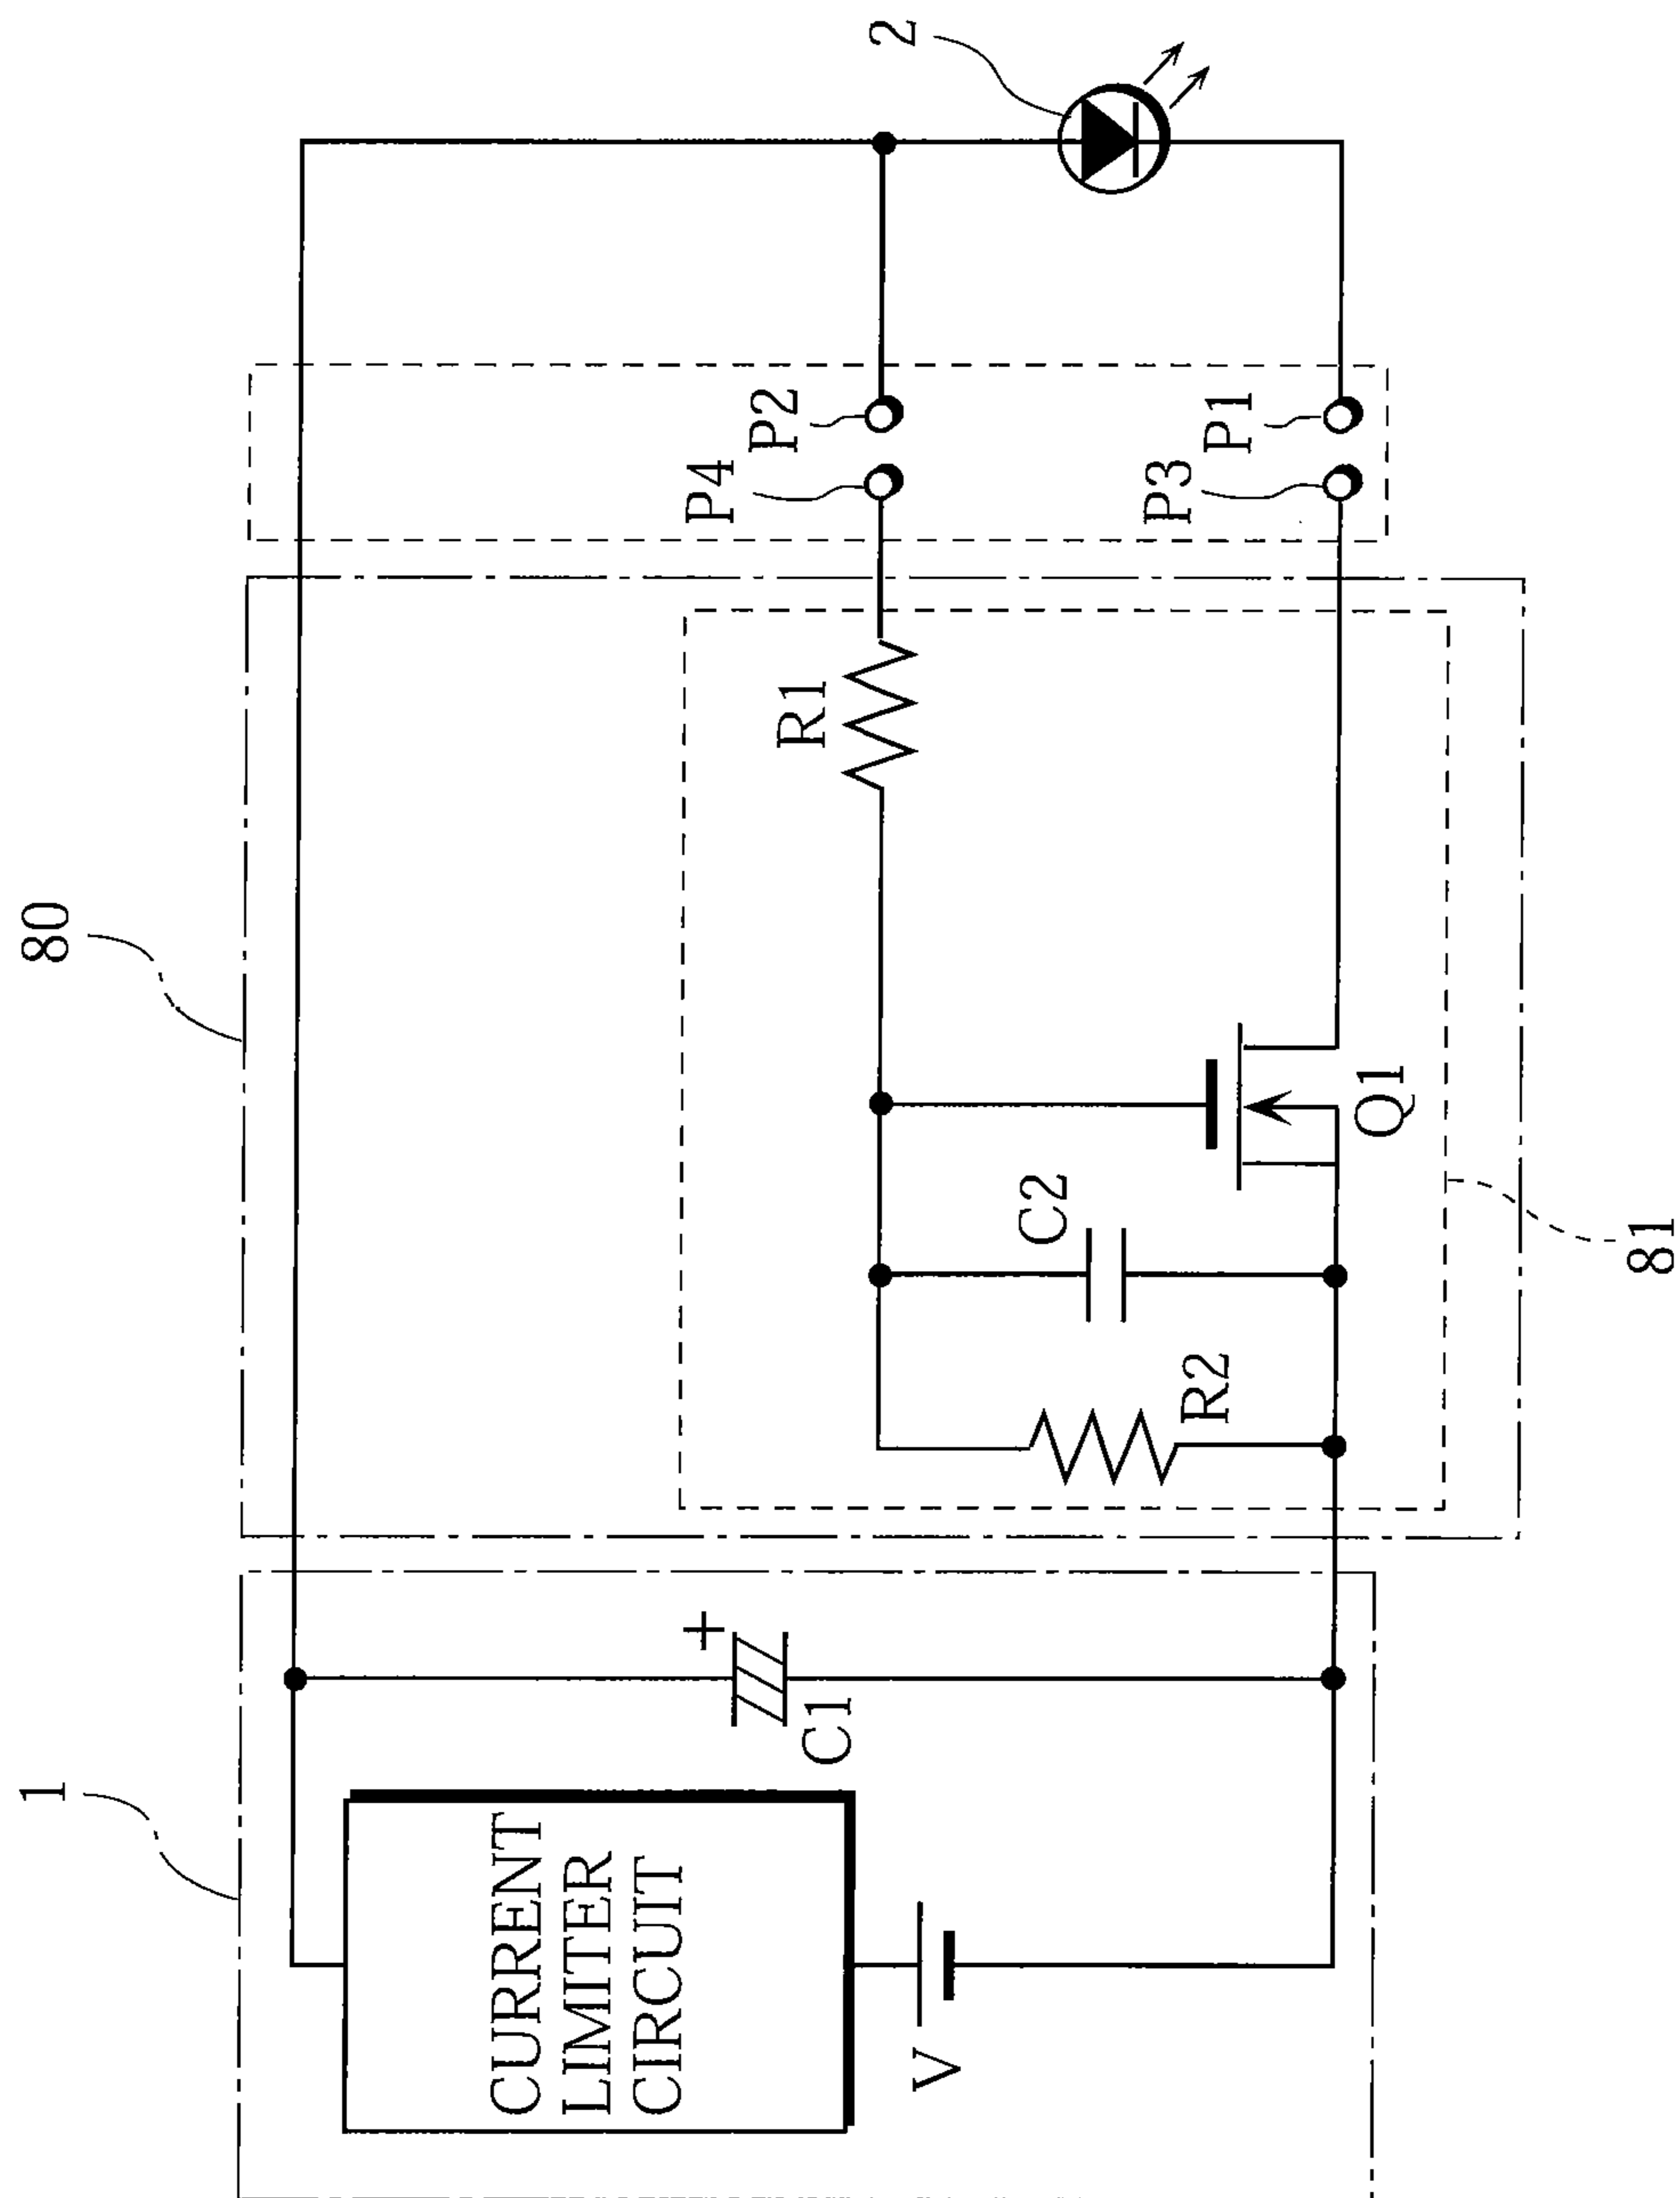 1
80
2
CURRENT
LIMITER
CIRCUIT
V
+
C1
R2
C2
Q1
R1
P4
P2
P3
P1
81